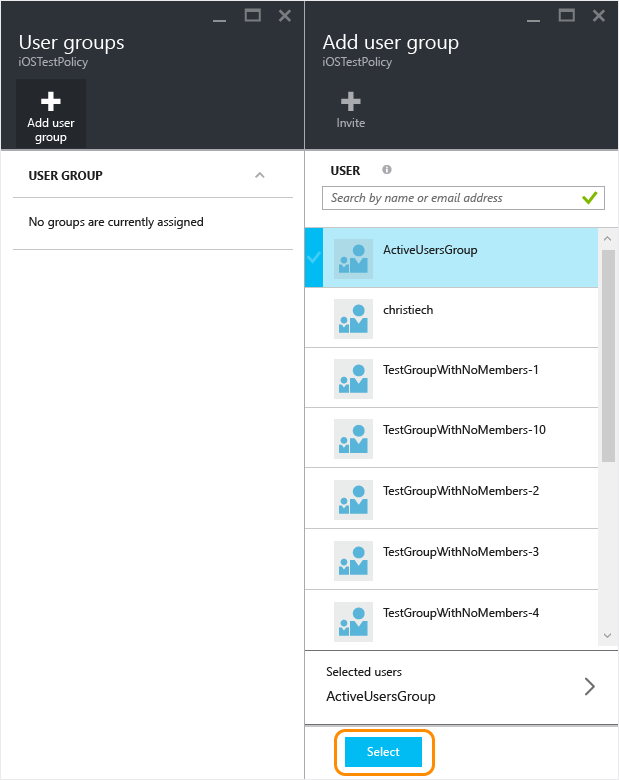 User groups
iOSTestPolicy
Add user
group
USER GROUP
No groups are currently assigned
Add user group
iOSTestPolicy
Invite
USER
Search by name or email address
ActiveUsersGroup
christiech
TestGroupWithNoMembers-1
TestGroupWithNoMembers-10
TestGroupWithNoMembers-2
TestGroupWithNoMembers-3
TestGroupWithNoMembers-4
Selected users
ActiveUsersGroup
Select